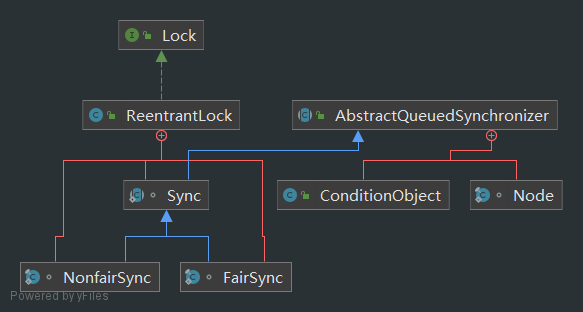 Lock
ReentrantLock
AbstractQueuedSynchronizer
Sync
ConditionObject
Node
NonfairSync
FairSync
Powered by yFiles